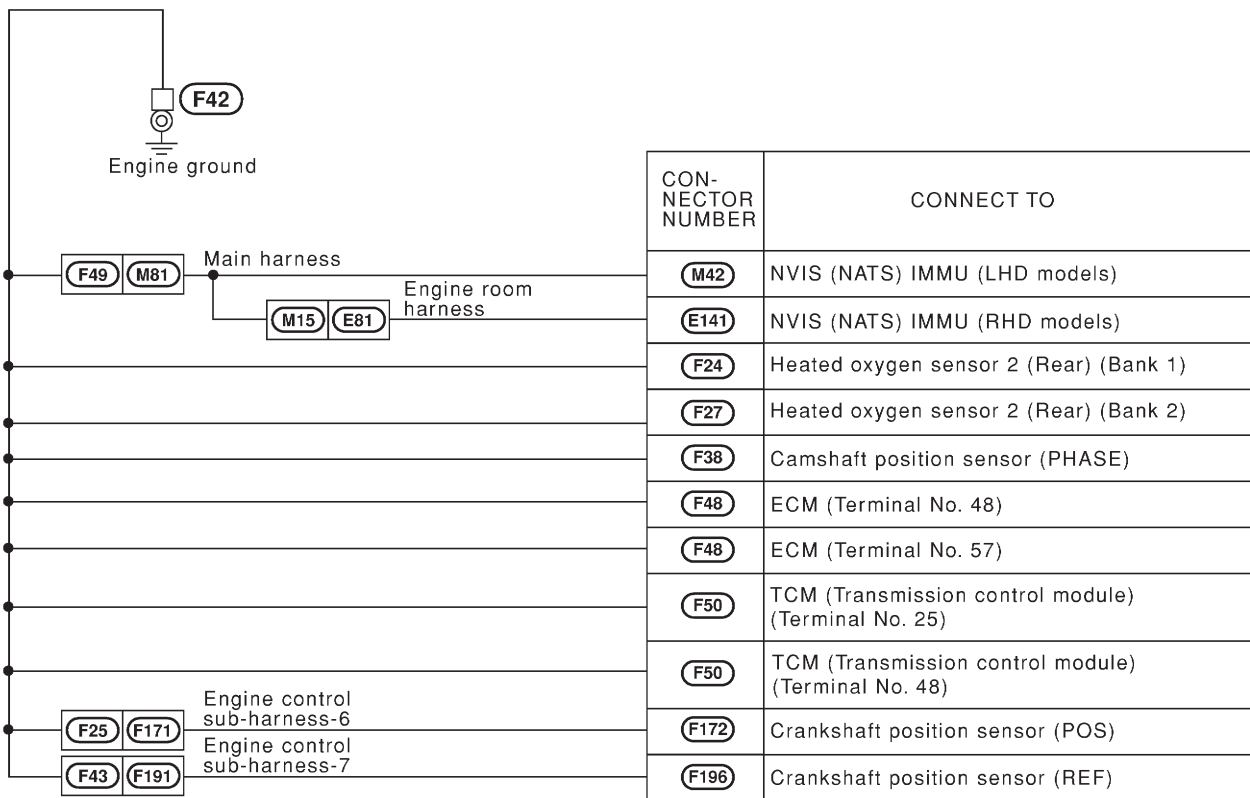 F42
Engine ground
CON-
NECTOR
NUMBER
CONNECT TO
F49 M81
Main harness
M42
NVIS (NATS) IMMU (LHD models)
M15 E81
Engine room
harness
E141
NVIS (NATS) IMMU (RHD models)
F24
Heated oxygen sensor 2 (Rear) (Bank 1)
F27
Heated oxygen sensor 2 (Rear) (Bank 2)
F38
Camshaft position sensor (PHASE)
F48
ECM (Terminal No. 48)
F48
ECM (Terminal No. 57)
F50
TCM (Transmission control module)
(Terminal No. 25)
F50
TCM (Transmission control module)
(Terminal No. 48)
F25 F171
Engine control
sub-harness-6
F172
Crankshaft position sensor (POS)
F43 F191
Engine control
sub-harness-7
F196
Crankshaft position sensor (REF)